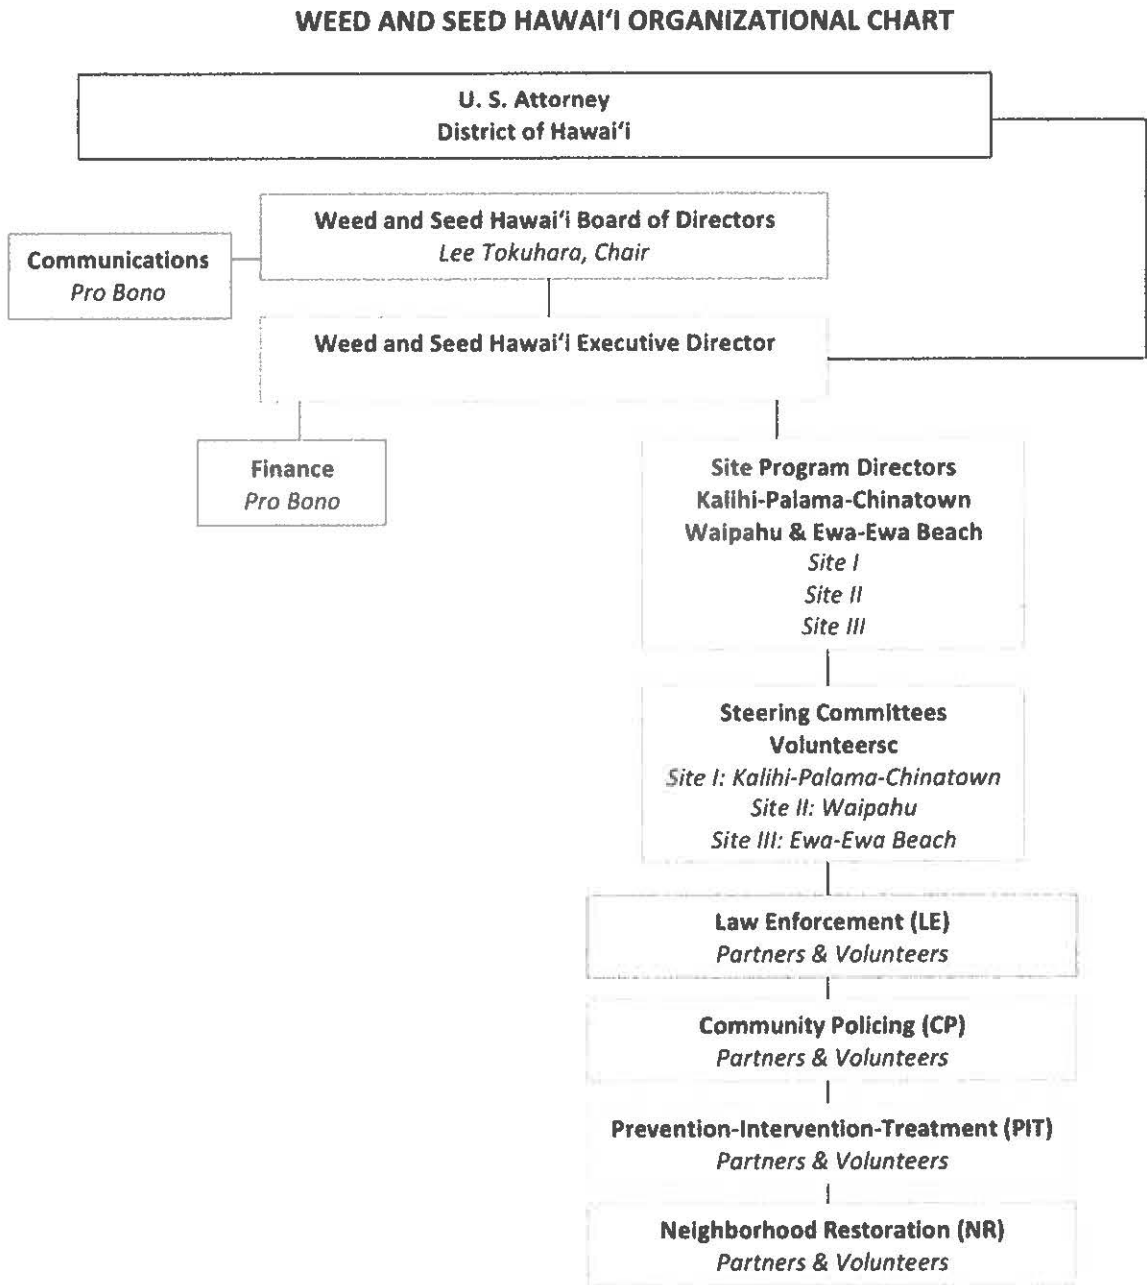 WEED AND SEED HAWAI‘I ORGANIZATIONAL CHART
U. S. Attorney
District of Hawai‘i
Weed and Seed Hawai‘i Board of Directors
Lee Tokuhara, Chair
Communications
Pro Bono
Weed and Seed Hawai‘i Executive Director
Finance
Pro Bono
Site Program Directors
Kalihi-Palama-Chinatown
Waipahu & Ewa-Ewa Beach
Site I
Site II
Site III
Steering Committees
Volunteersc
Site I: Kalihi-Palama-Chinatown
Site II: Waipahu
Site III: Ewa-Ewa Beach
Law Enforcement (LE)
Partners & Volunteers
Community Policing (CP)
Partners & Volunteers
Prevention-Intervention-Treatment (PIT)
Partners & Volunteers
Neighborhood Restoration (NR)
Partners & Volunteers